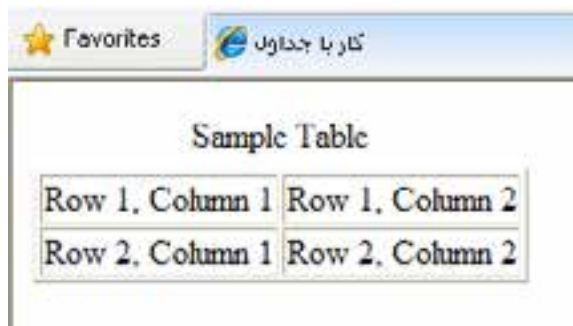 Favorites
کار با جداول
Sample Table
Row 1, Column 1 Row 1, Column 2
Row 2, Column 1 Row 2, Column 2